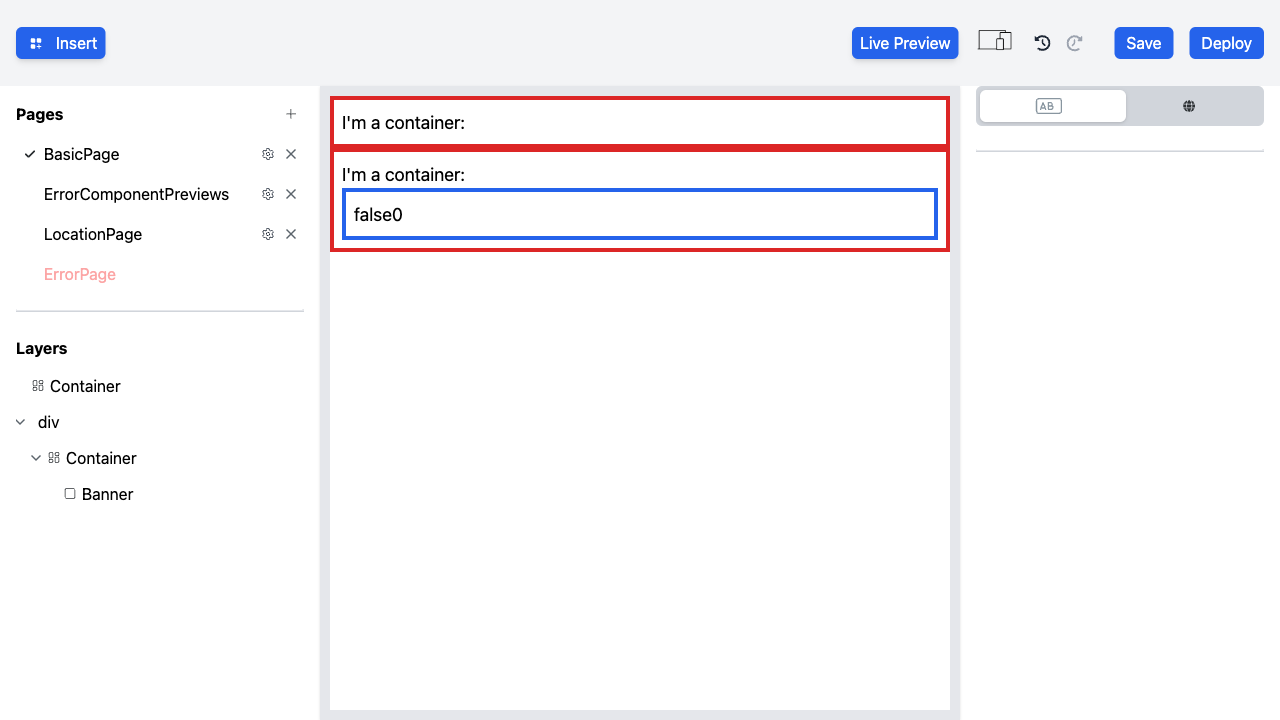 Insert
Live Preview
Save
Deploy
Pages
BasicPage
ErrorComponentPreviews
LocationPage
ErrorPage
Layers
Container
div
Container
Banner
I'm a container:
I'm a container:
false0
AB